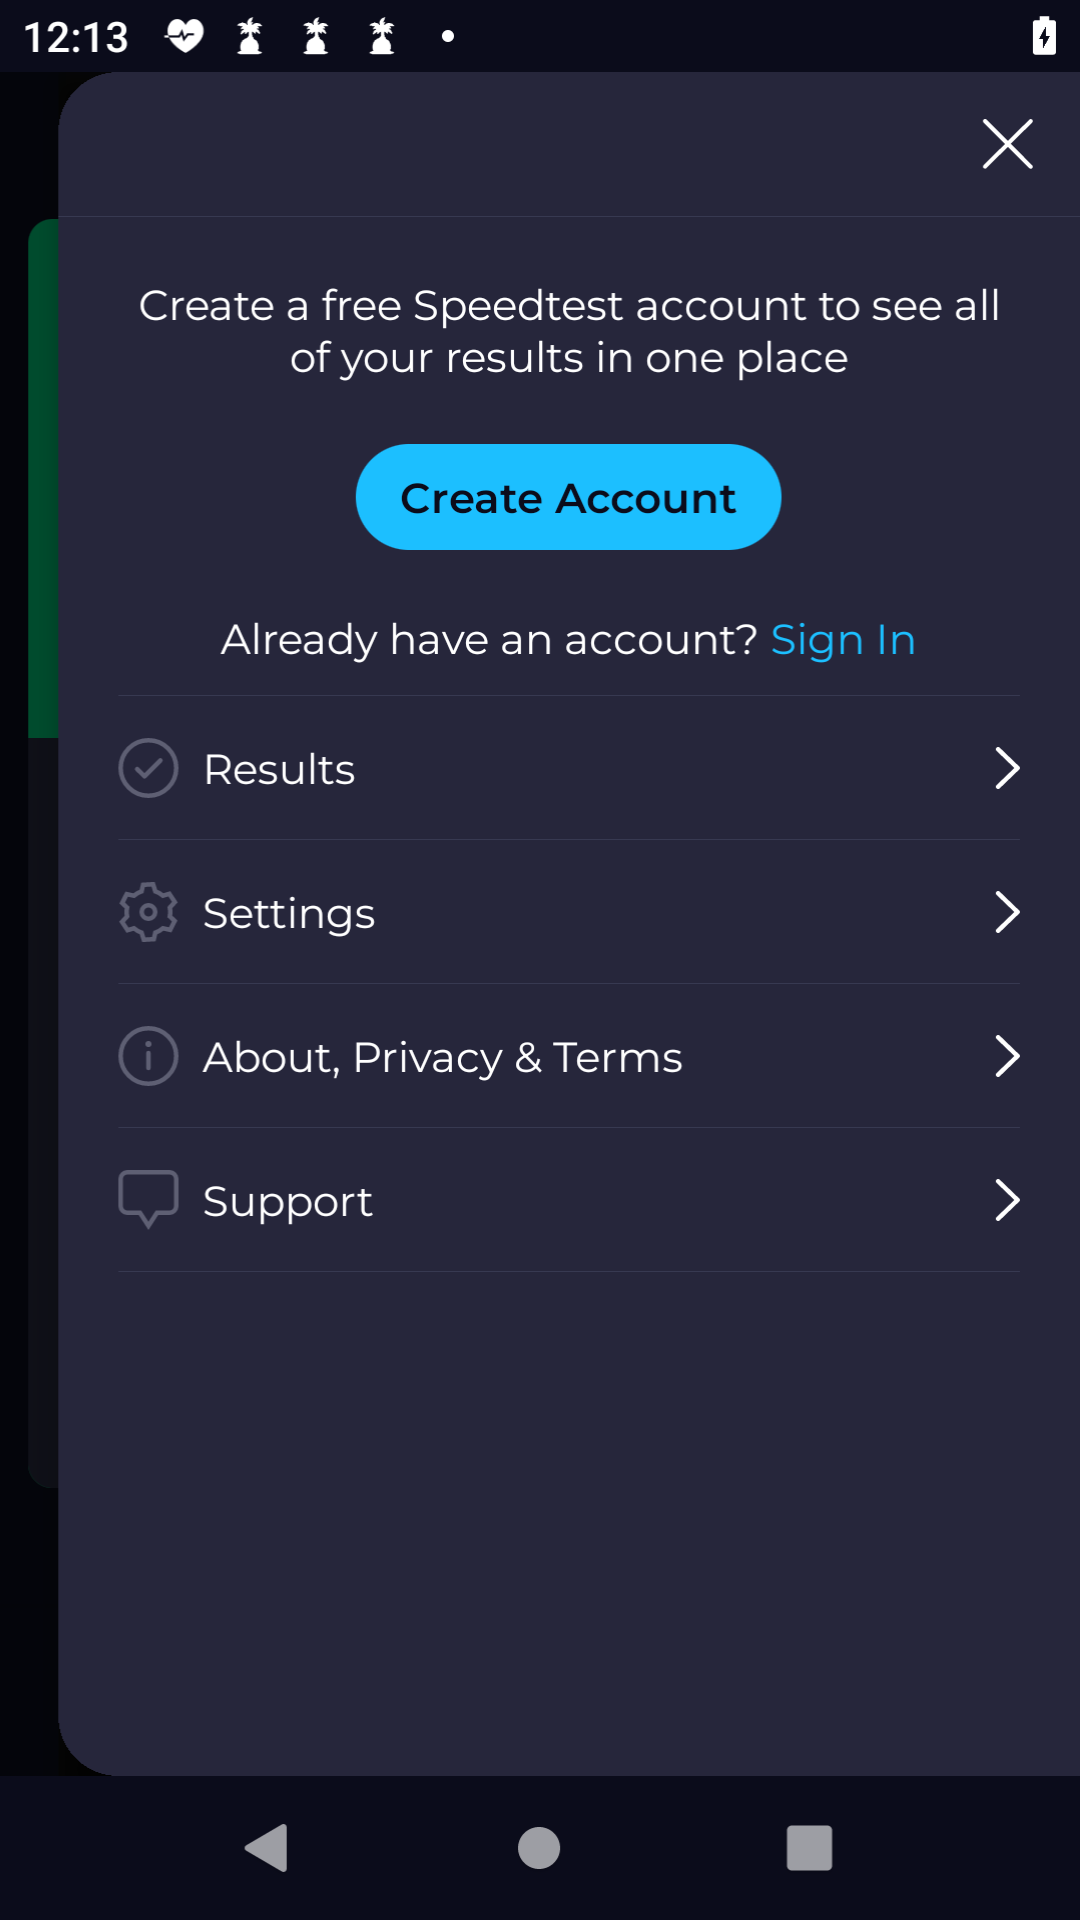 12:13
Create a free Speedtest account to see all
of your results in one place
Create Account
Already have an account? Sign In
Results
Settings
About, Privacy & Terms
Support